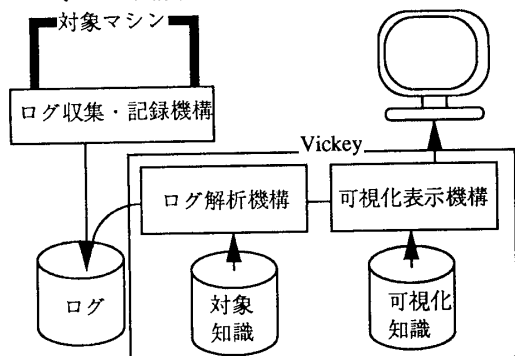 対象マシン
ログ収集・記録機構
Vickey
ログ解析機構
可視化表示機構
ログ
対象
知識
可視化
知識